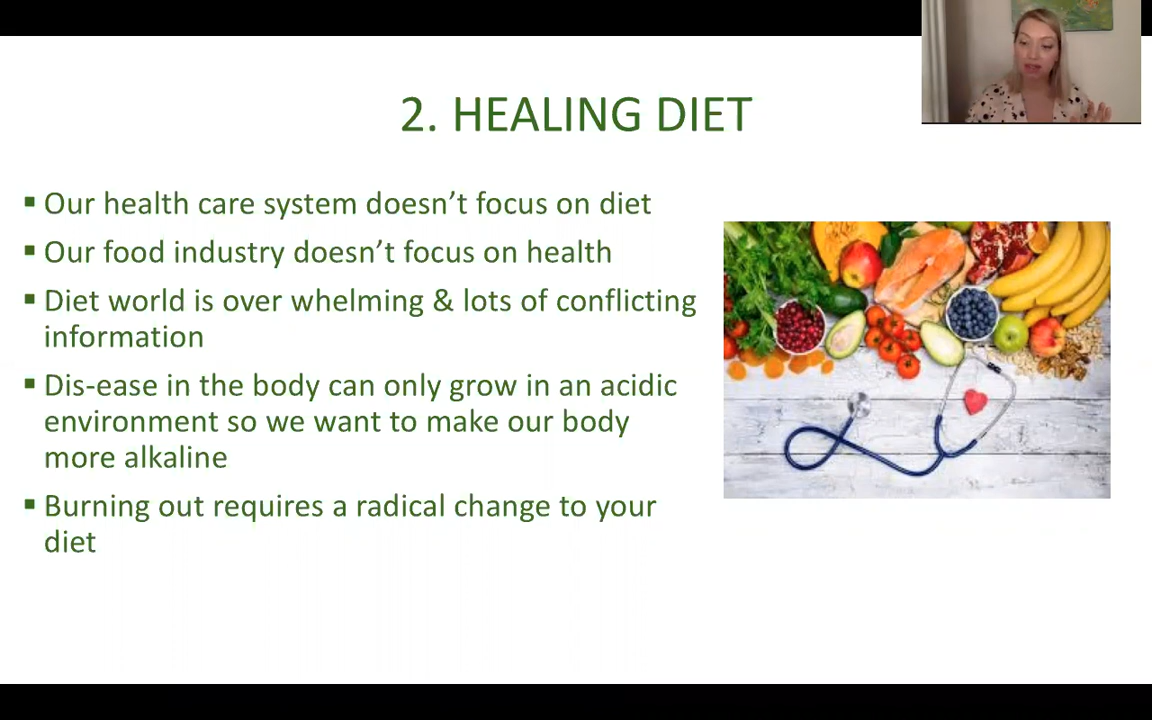 2. HEALING DIET
▪ Our health care system doesn't focus on diet
▪ Our food industry doesn't focus on health
▪ Diet world is over whelming & lots of conflicting
information
▪ Dis-ease in the body can only grow in an acidic
environment so we want to make our body
more alkaline
▪ Burning out requires a radical change to your
diet